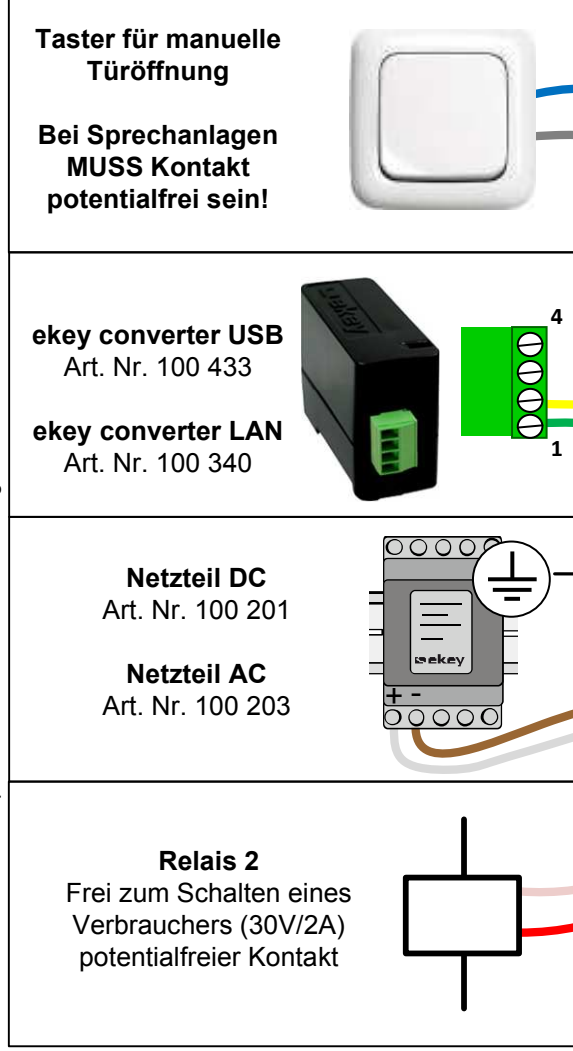 Taster für manuelle
Türöffnung
Bei Sprechanlagen
MUSS Kontakt
potentialfrei sein!
ekey converter USB
Art. Nr. 100 433
ekey converter LAN
Art. Nr. 100 340
ekey
4
1
Netzteil DC
Art. Nr. 100 201
Netzteil AC
Art. Nr. 100 203
ekey
+ -
Relais 2
Frei zum Schalten eines
Verbrauchers (30V/2A)
potentialfreier Kontakt